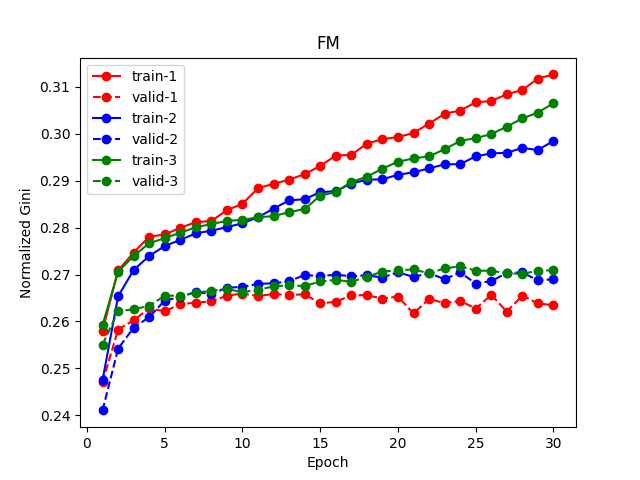 FM
train-1
valid-1
train-2
valid-2
train-3
valid-3
Normalized Gini
0.31
0.30
0.29
0.28
0.27
0.26
0.25
0.24
0 5 10 15 20 25 30
Epoch